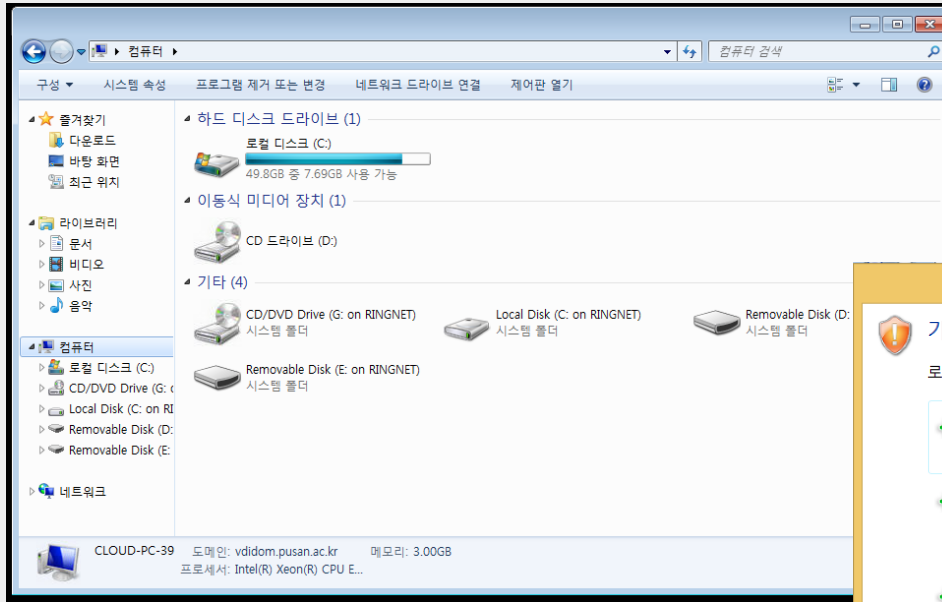 컴퓨터
컴퓨터 검색
구성 시스템 속성 프로그램 제거 또는 변경 네트워크 드라이브 연결 제어판 열기
즐겨찾기
다운로드
바탕 화면
최근 위치
라이브러리
문서
비디오
사진
음악
컴퓨터
로컬 디스크 (C:)
CD/DVD Drive (G:
Local Disk (C: on RI
Removable Disk (D:
Removable Disk (E:
네트워크
하드 디스크 드라이브 (1)
로컬 디스크 (C:)
49.8GB 중 7.69GB 사용 가능
이동식 미디어 장치 (1)
CD 드라이브 (D:)
기타 (4)
CD/DVD Drive (G: on RINGNET)
시스템 폴더
Local Disk (C: on RINGNET)
시스템 폴더
Removable Disk (D:
시스템 폴더
Removable Disk (E: on RINGNET)
시스템 폴더
CLOUD-PC-39 도메인: vdidom.pusan.ac.kr 메모리: 3.00GB
프로세서: Intel(R) Xeon(R) CPU E...
로